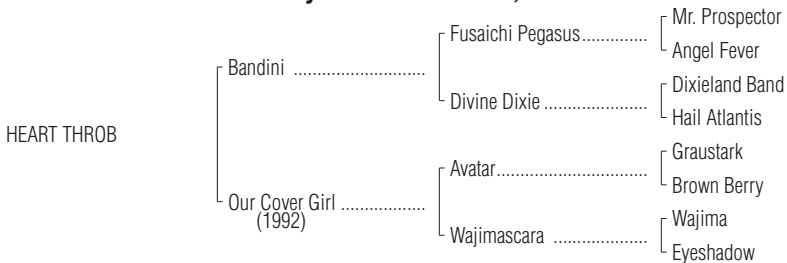 Mr. Prospector
Fusaichi Pegasus..............
Angel Fever
Bandini ............................
Dixieland Band
Divine Dixie ......................
Hail Atlantis
HEART THROB
Graustark
Avatar................................
Brown Berry
Our Cover Girl ..................
(1992)
Wajima
Wajimascara ....................
Eyeshadow